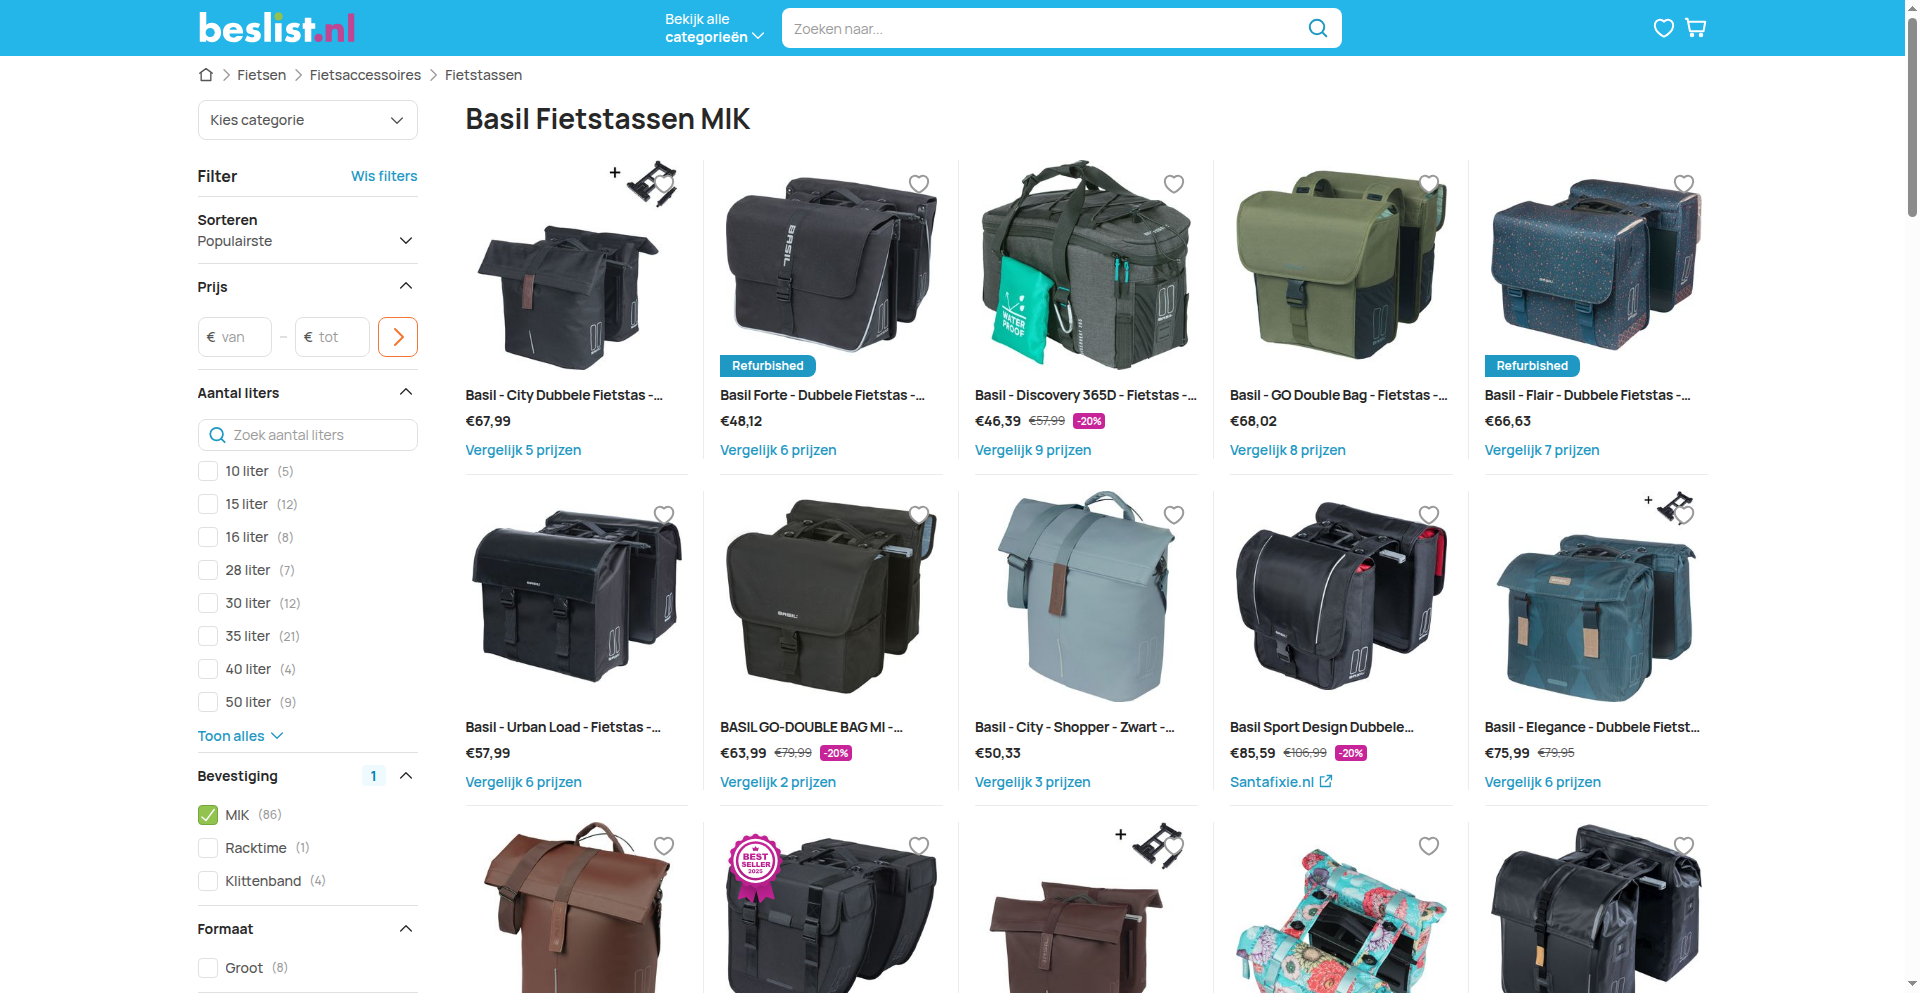 beslist.nl
Bekijk alle
categorieën
Zoeken naar...
Fietsen
Fietsaccessoires
Fietstassen
Kies categorie
Basil Fietstassen MIK
Filter
Wis filters
Sorteren
Populairste
Prijs
€ van
–
€ tot
Aantal liters
Zoek aantal liters
10 liter (5)
15 liter (12)
16 liter (8)
28 liter (7)
30 liter (12)
35 liter (21)
40 liter (4)
50 liter (9)
Toon alles
Bevestiging 1
MIK (86)
Racktime (1)
Klittenband (4)
Formaat
Groot (8)
+
Basil - City Dubbele Fietstas -...
€67,99
Vergelijk 5 prijzen
BASIL
Refurbished
Basil Forte - Dubbele Fietstas -...
€48,12
Vergelijk 6 prijzen
WATER
PROOF
Basil - Discovery 365D - Fietstas -...
€46,39 €57,99 -20%
Vergelijk 9 prijzen
Basil - GO Double Bag - Fietstas -...
€68,02
Vergelijk 8 prijzen
Refurbished
Basil - Flair - Dubbele Fietstas -...
€66,63
Vergelijk 7 prijzen
Basil - Urban Load - Fietstas -...
€57,99
Vergelijk 6 prijzen
BASIL
BASIL GO-DOUBLE BAG MI -...
€63,99 €79,99 -20%
Vergelijk 2 prijzen
Basil - City - Shopper - Zwart -...
€50,33
Vergelijk 3 prijzen
Basil Sport Design Dubbele...
€85,59 €106,99 -20%
Santafixie.nl
+
Basil - Elegance - Dubbele Fietst...
€75,99 €79,95
Vergelijk 6 prijzen
BEST
SELLER
2025
+